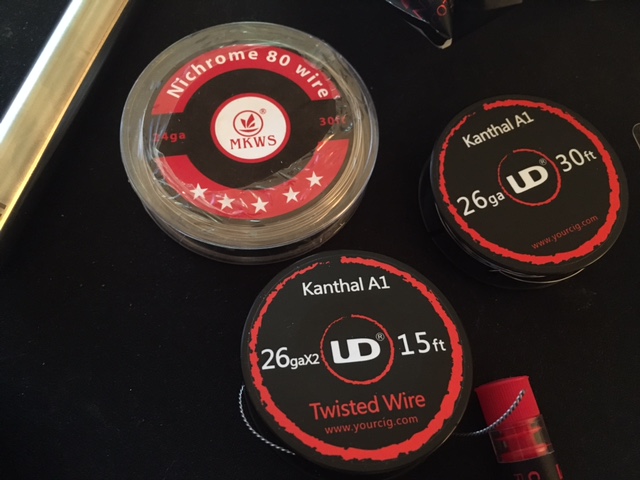 Nichrome 80 wire
24ga
30ft
®
MKWS
Kanthal A1
26ga
UD®
30ft
www.yourcig.com
Kanthal A1
26gaX2
UD®
15ft
Twisted Wire
www.yourcig.com